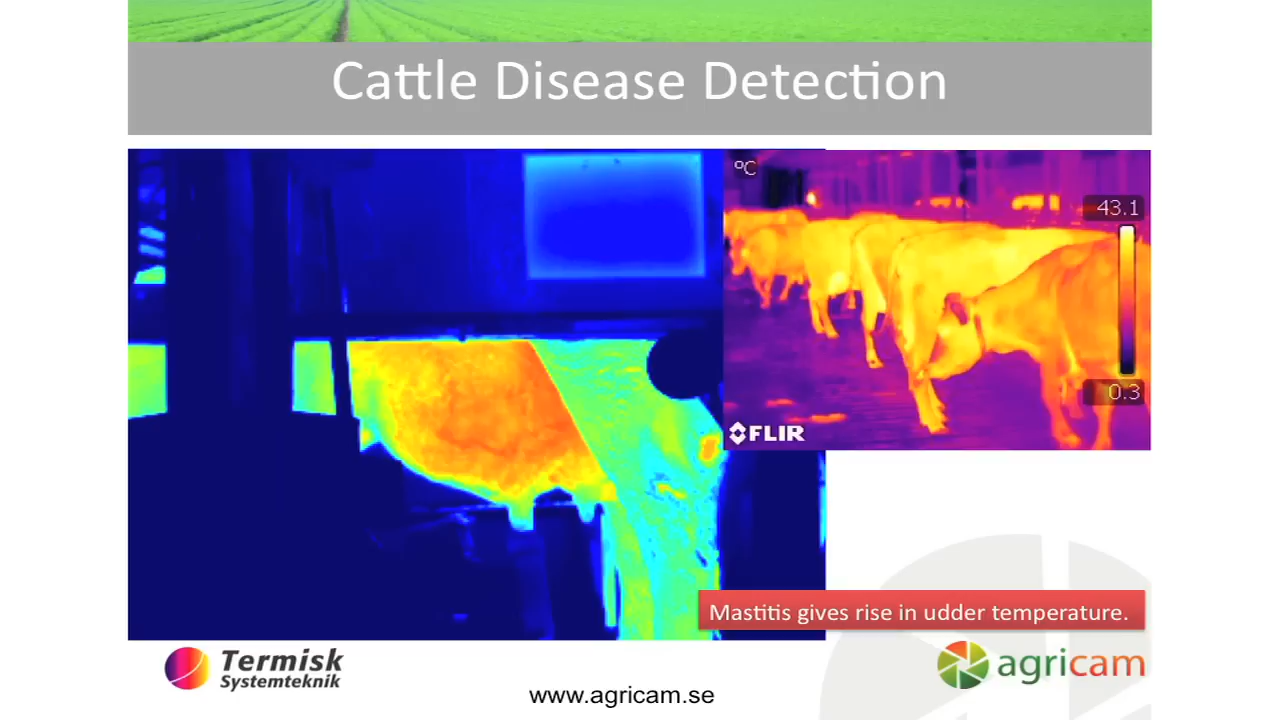 Cattle Disease Detection
°C
43.1
0.3
FLIR
Mastitis gives rise in udder temperature.
Termisk
Systemteknik
agricam
www.agricam.se